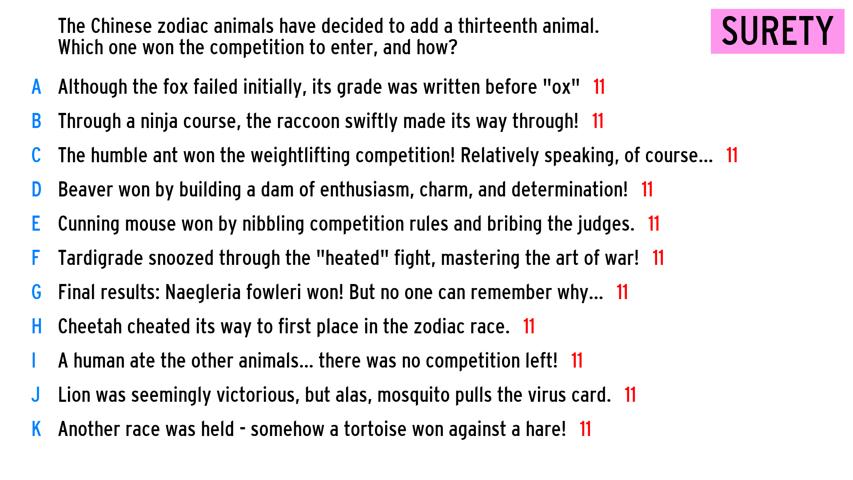 The Chinese zodiac animals have decided to add a thirteenth animal.
Which one won the competition to enter, and how?
SURETY
A Although the fox failed initially, its grade was written before "ox" 11
B Through a ninja course, the raccoon swiftly made its way through! 11
C The humble ant won the weightlifting competition! Relatively speaking, of course... 11
D Beaver won by building a dam of enthusiasm, charm, and determination! 11
E Cunning mouse won by nibbling competition rules and bribing the judges. 11
F Tardigrade snoozed through the "heated" fight, mastering the art of war! 11
G Final results: Naegleria fowleri won! But no one can remember why... 11
H Cheetah cheated its way to first place in the zodiac race. 11
I A human ate the other animals... there was no competition left! 11
J Lion was seemingly victorious, but alas, mosquito pulls the virus card. 11
K Another race was held - somehow a tortoise won against a hare! 11